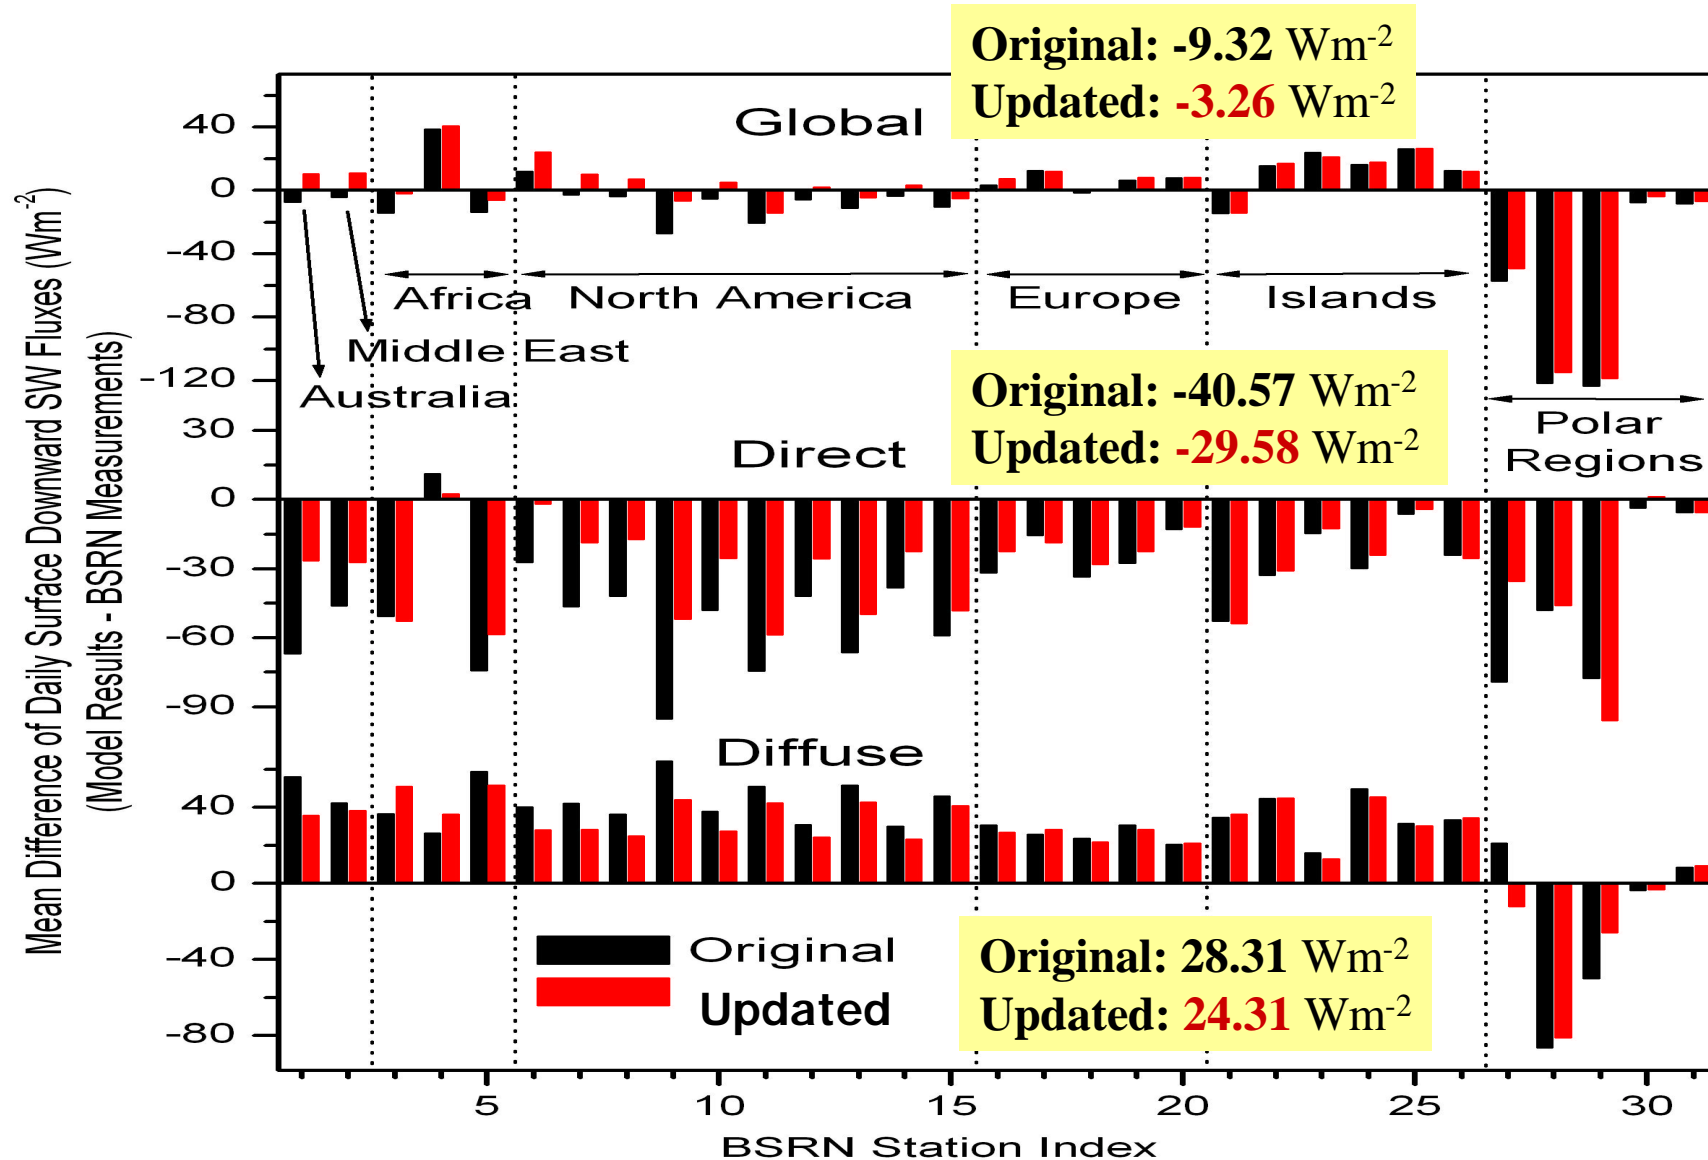 Original: -9.32 Wm-2
Updated: -3.26 Wm-2
Global
40
0
-40
-80
-120
Africa
North America
Europe
Islands
Middle East
Australia
Original: -40.57 Wm-2
Updated: -29.58 Wm-2
Polar
Regions
Direct
30
0
-30
-60
-90
Diffuse
40
0
-40
-80
Original
Updated
Original: 28.31 Wm-2
Updated: 24.31 Wm-2
5
10
15
20
25
30
BSRN Station Index
Mean Difference of Daily Surface Downward SW Fluxes (Wm-2)
(Model Results - BSRN Measurements)